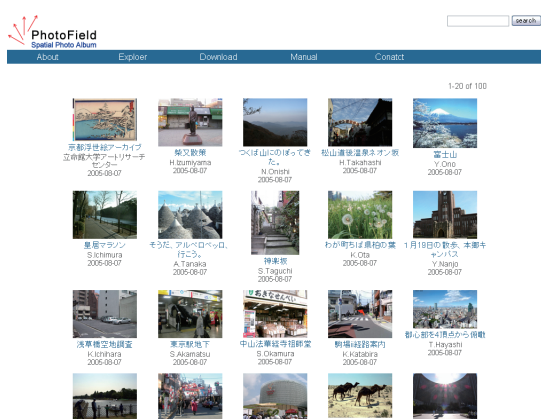 PhotoField
Spatial Photo Album
search
About
Exploer
Download
Manual
Conatct
1-20 of 100
京都浮世絵アーカイブ
立命館大学アートリサーチ
センター
2005-08-07
柴又散策
H.Izumiyama
2005-08-07
つくば山にのぼってき
た。
N.Onishi
2005-08-07
松山道後温泉ネオン坂
H.Takahashi
2005-08-07
富士山
Y.Ono
2005-08-07
皇居マラソン
S.Ichimura
2005-08-07
そうだ、アルベロベッロ、
行こう。
A.Tanaka
2005-08-07
神楽坂
S.Taguchi
2005-08-07
わが町ちば県柏の葉
K.Ota
2005-08-07
1月19日の散歩、本郷キ
ャンパス
Y.Nanjo
2005-08-07
浅草橋空地調査
K.Ichihara
2005-08-07
東京駅地下
S.Akamatsu
2005-08-07
中山法華経寺祖師堂
S.Okamura
2005-08-07
駒場ii経路案内
K.Katabira
2005-08-07
都心部を4頂点から俯瞰
T.Hayashi
2005-08-07